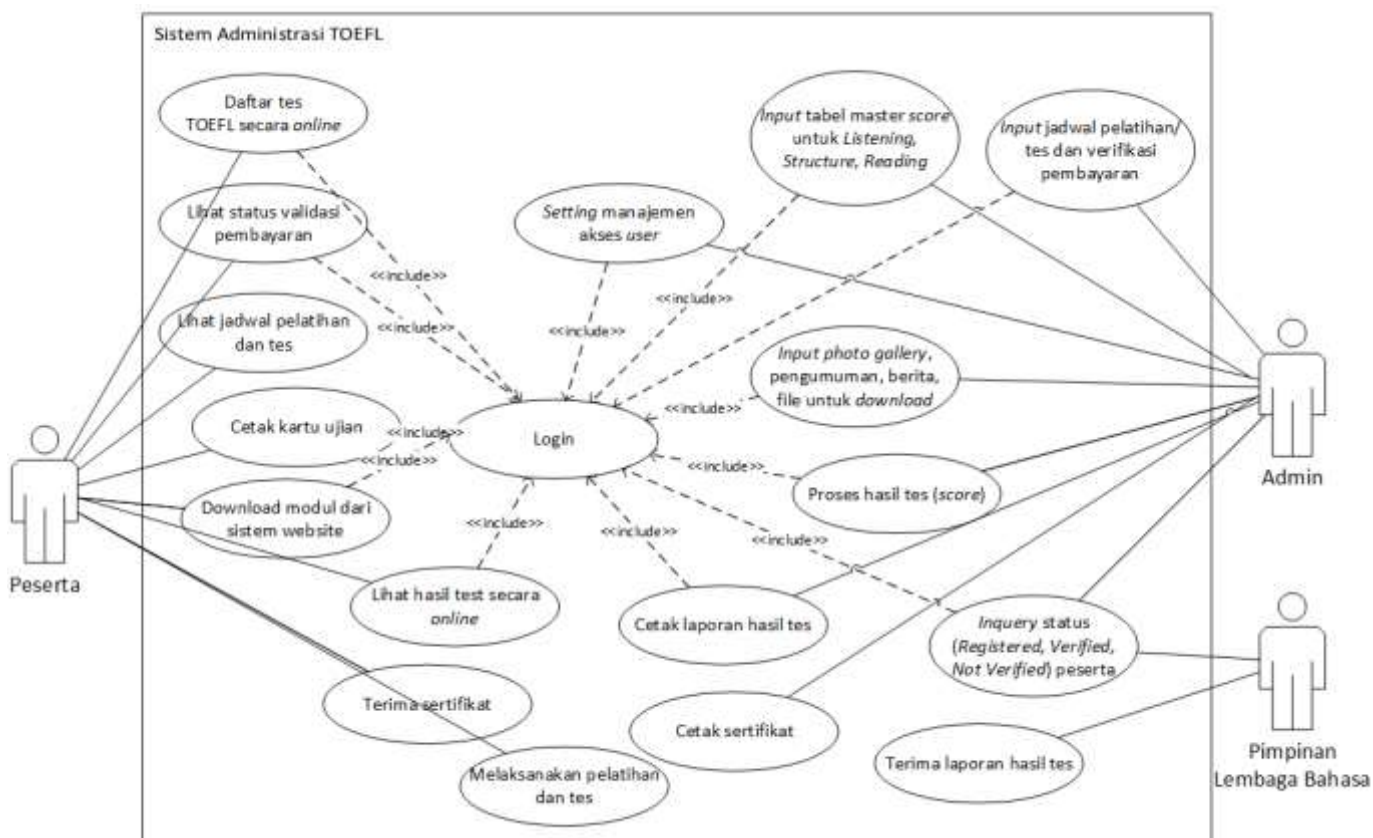 Sistem Administrasi TOEFL
Daftar tes
TOEFL secara online
Input tabel master score
untuk Listening,
Structure, Reading
Input jadwal pelatihan/
tes dan verifikasi
pembayaran
Lihat status validasi
pembayaran
Setting manajemen
akses user
<<include>>
<<include>>
<<include>>
<<include>>
Lihat jadwal pelatihan
dan tes
Input photo gallery,
pengumuman, berita,
file untuk download
<<include>>
Cetak kartu ujian
<<include>>
Login
<<include>>
<<include>>
Download modul dari
sistem website
Proses hasil tes (score)
<<include>>
<<include>>
<<include>>
Peserta
Admin
Lihat hasil test secara
online
Cetak laporan hasil tes
Inquery status
(Registered, Verified,
Not Verified) peserta
Terima sertifikat
Cetak sertifikat
Terima laporan hasil tes
Melaksanakan pelatihan
dan tes
Pimpinan
Lembaga Bahasa